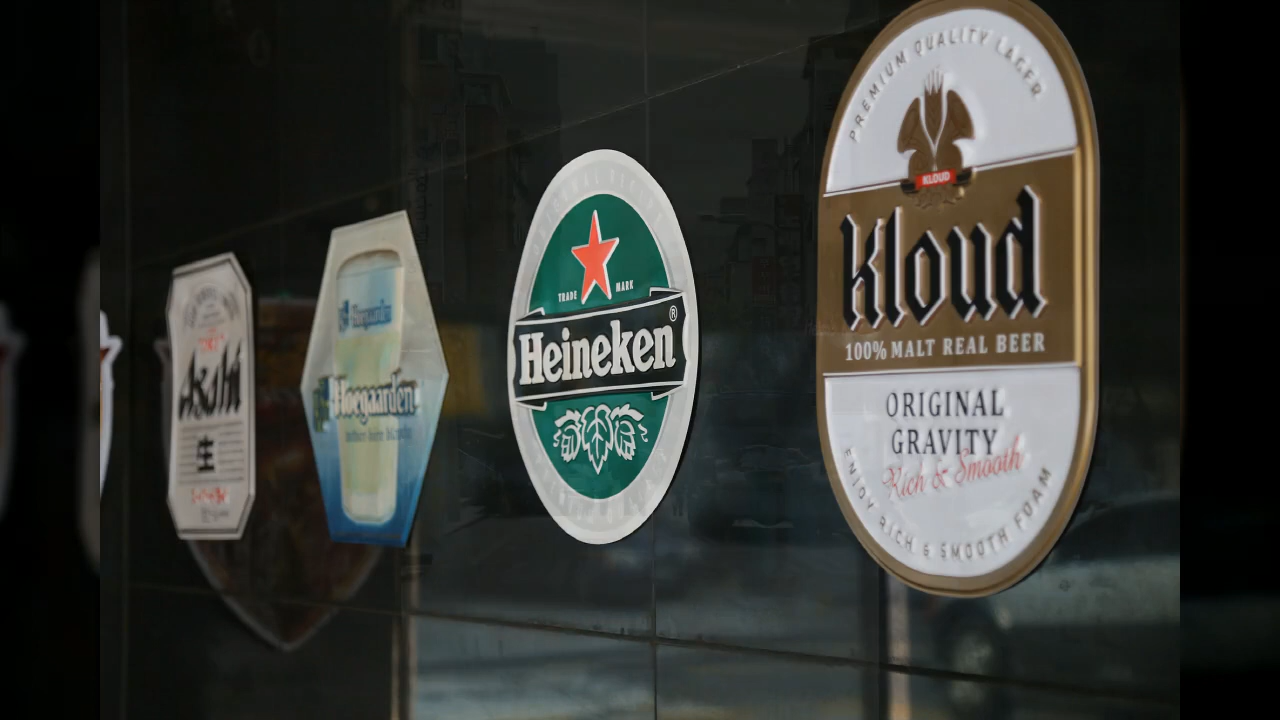 Asahi
生
Hoegaarden
Hoegaarden
TRADE MARK
Heineken®
PREMIUM QUALITY LAGER
KLOUD
Kloud
100% MALT REAL BEER
ORIGINAL
GRAVITY
Rich & Smooth
ENJOY RICH & SMOOTH FOAM